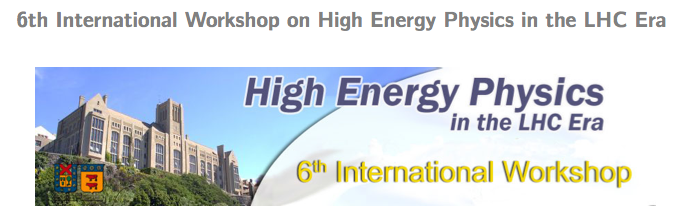 6th International Workshop on High Energy Physics in the LHC Era
High Energy Physics
in the LHC Era
6th International Workshop